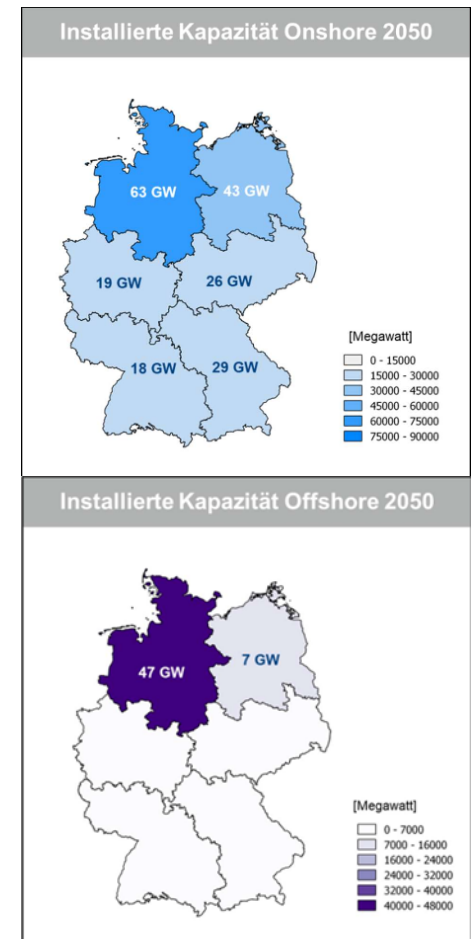 Installierte Kapazität Onshore 2050
63 GW
43 GW
19 GW
26 GW
18 GW
29 GW
[Megawatt]
0 - 15000
15000 - 30000
30000 - 45000
45000 - 60000
60000 - 75000
75000 - 90000
Installierte Kapazität Offshore 2050
47 GW
7 GW
[Megawatt]
0 - 7000
7000 - 16000
16000 - 24000
24000 - 32000
32000 - 40000
40000 - 48000